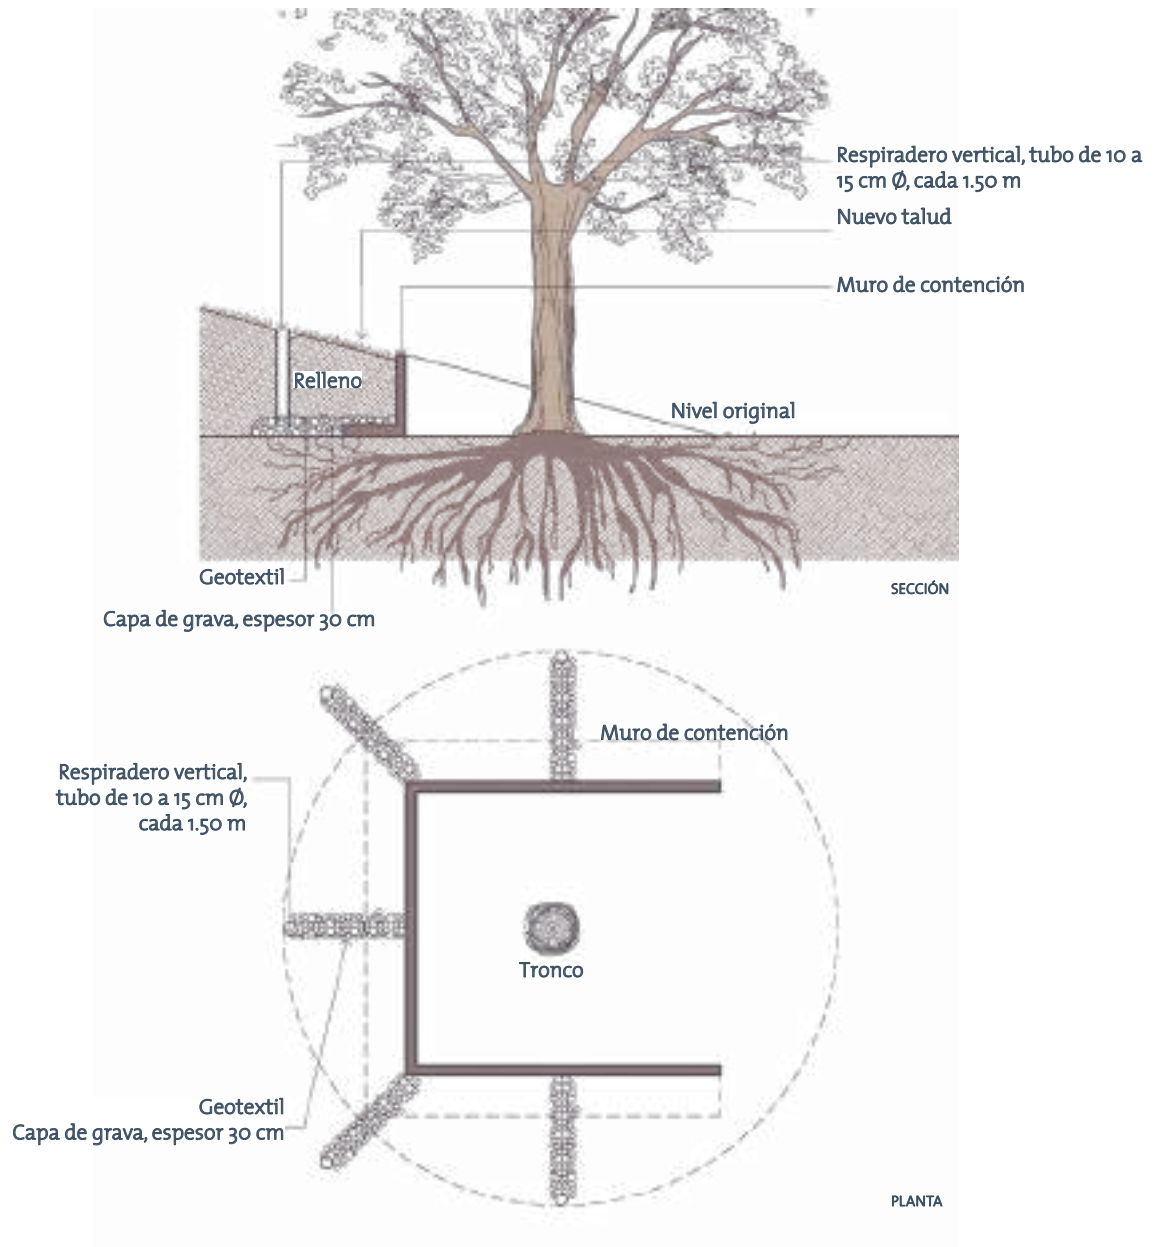 Respiradero vertical, tubo de 10 a
15 cm Ø, cada 1.50 m
Nuevo talud
Muro de contención
Relleno
Nivel original
Geotextil
SECCIÓN
Capa de grava, espesor 30 cm
Muro de contención
Respiradero vertical,
tubo de 10 a 15 cm Ø,
cada 1.50 m
Tronco
Geotextil
Capa de grava, espesor 30 cm
PLANTA